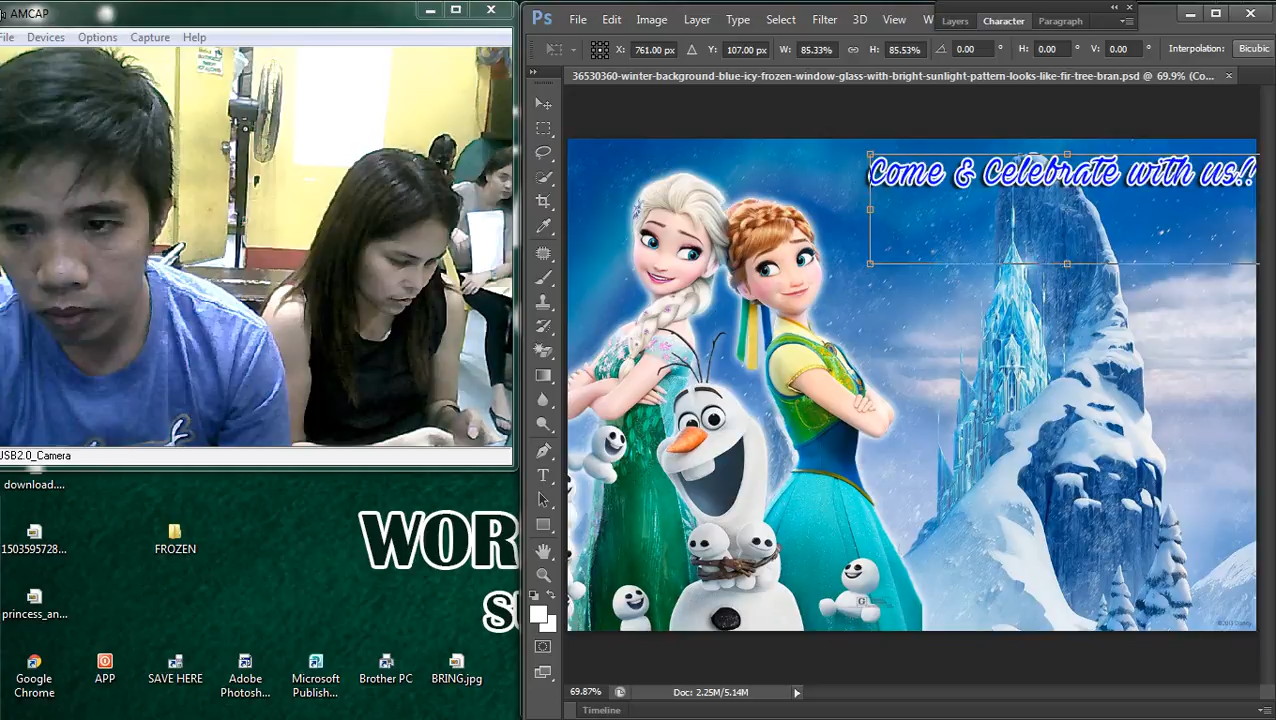 AMCAP
File Devices Options Capture Help
USB2.0_Camera
download....
1503595728...
FROZEN
princess_an...
WOR
Google Chrome
APP
SAVE HERE
Adobe Photosh...
Microsoft Publish...
Brother PC
BRING.jpg
Ps File Edit Image Layer Type Select Filter 3D View W
Layers Character Paragraph
X: 751.00 px Y: 107.00 px W: 85.33% H: 85.33% 0.00 ° H: 0.00 ° V: 0.00 ° Interpolation: Bicubic
36530360-winter-background-blue-icy-frozen-window-glass-with-bright-sunlight-pattern-looks-like-fir-tree-bran.psd @ 69.9% (Co...
Come & Celebrate with us!!
69.87% Doc: 2.25M/5.14M
Timeline